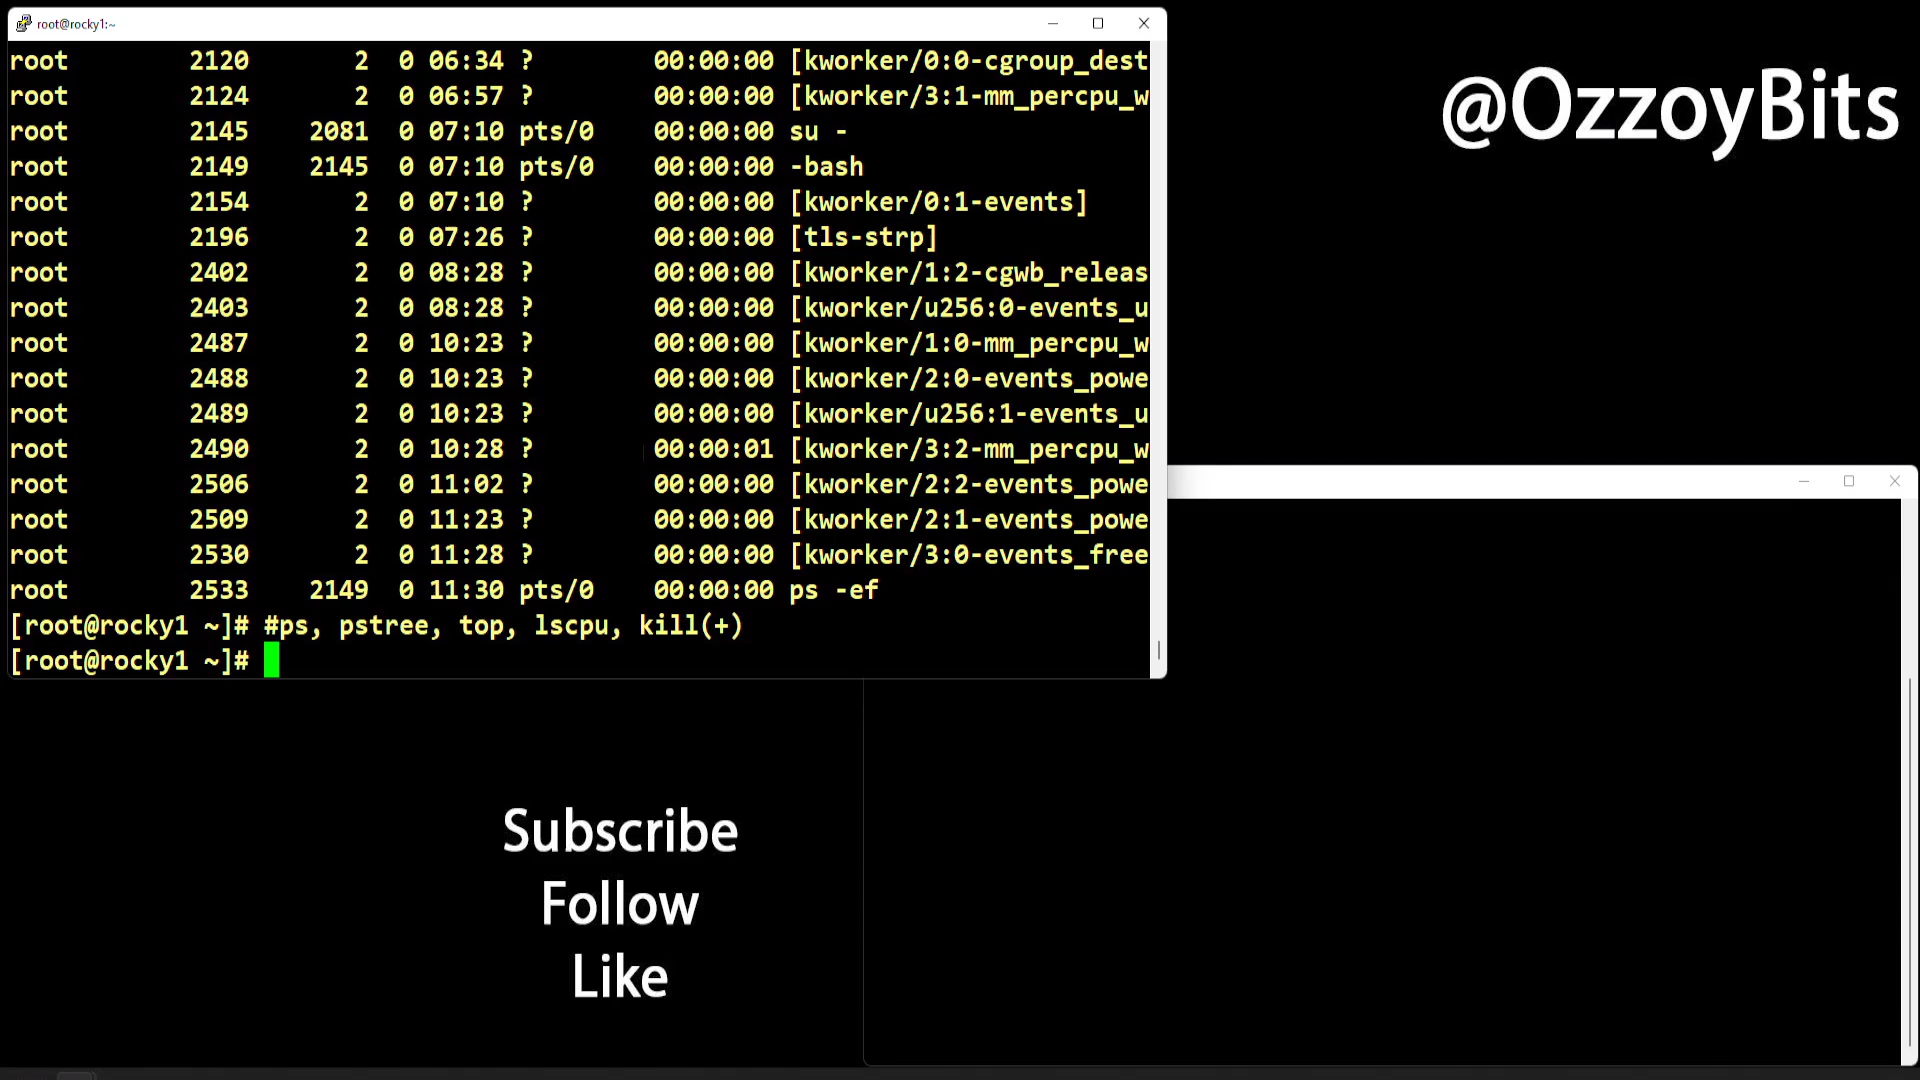 root@rocky1:~
root 2120 2 0 06:34 ? 00:00:00 [kworker/0:0-cgroup_dest
root 2124 2 0 06:57 ? 00:00:00 [kworker/3:1-mm_percpu_w
root 2145 2081 0 07:10 pts/0 00:00:00 su -
root 2149 2145 0 07:10 pts/0 00:00:00 -bash
root 2154 2 0 07:10 ? 00:00:00 [kworker/0:1-events]
root 2196 2 0 07:26 ? 00:00:00 [tls-strp]
root 2402 2 0 08:28 ? 00:00:00 [kworker/1:2-cgwb_releas
root 2403 2 0 08:28 ? 00:00:00 [kworker/u256:0-events_u
root 2487 2 0 10:23 ? 00:00:00 [kworker/1:0-mm_percpu_w
root 2488 2 0 10:23 ? 00:00:00 [kworker/2:0-events_powe
root 2489 2 0 10:23 ? 00:00:00 [kworker/u256:1-events_u
root 2490 2 0 10:28 ? 00:00:01 [kworker/3:2-mm_percpu_w
root 2506 2 0 11:02 ? 00:00:00 [kworker/2:2-events_powe
root 2509 2 0 11:23 ? 00:00:00 [kworker/2:1-events_powe
root 2530 2 0 11:28 ? 00:00:00 [kworker/3:0-events_free
root 2533 2149 0 11:30 pts/0 00:00:00 ps -ef
[root@rocky1 ~]# #ps, pstree, top, lscpu, kill(+)
[root@rocky1 ~]#
@OzzoyBits
Subscribe
Follow
Like